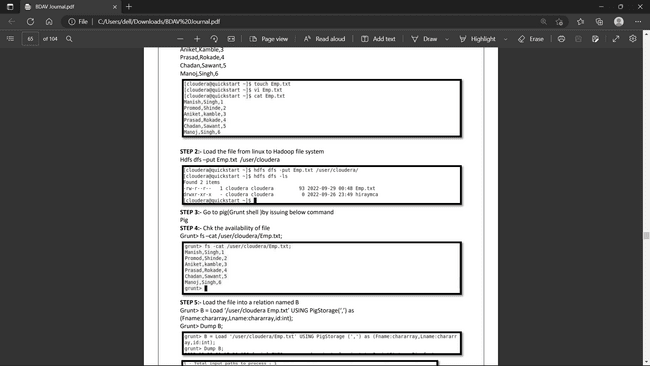 BDAV Journal.pdf
File
C:/Users/dell/Downloads/BDAV%20Journal.pdf
65 of 104
Page view
Read aloud
Add text
Draw
Highlight
Erase
Aniket,Kamble,3
Prasad,Rokade,4
Chadan,Sawant,5
Manoj,Singh,6
[cloudera@quickstart ~]$ touch Emp.txt
[cloudera@quickstart ~]$ vi Emp.txt
[cloudera@quickstart ~]$ cat Emp.txt
Manish,Singh,1
Promod,Shinde,2
Aniket,kamble,3
Prasad,Rokade,4
Chadan,Sawant,5
Manoj,Singh,6
STEP 2:- Load the file from linux to Hadoop file system
Hdfs dfs –put Emp.txt /user/cloudera
[cloudera@quickstart ~]$ hdfs dfs -put Emp.txt /user/cloudera/
[cloudera@quickstart ~]$ hdfs dfs -ls
Found 2 items
-rw-r--r-- 1 cloudera cloudera 93 2022-09-29 00:48 Emp.txt
drwxr-xr-x - cloudera cloudera 0 2022-09-26 23:49 hiraymca
[cloudera@quickstart ~]$
STEP 3:- Go to pig(Grunt shell )by issuing below command
Pig
STEP 4:- Chk the availability of file
Grunt> fs –cat /user/cloudera/Emp.txt;
grunt> fs -cat /user/cloudera/Emp.txt;
Manish,Singh,1
Promod,Shinde,2
Aniket,kamble,3
Prasad,Rokade,4
Chadan,Sawant,5
Manoj,Singh,6
grunt>
STEP 5:- Load the file into a relation named B
Grunt> B = Load '/user/cloudera Emp.txt' USING PigStorage(',') as
(Fname:chararray,Lname:chararray,id:int);
Grunt> Dump B;
grunt> B = Load '/user/cloudera/Emp.txt' USING PigStorage (',') as (Fname:chararray,Lname:chararr
ay,id:int);
grunt> Dump B;